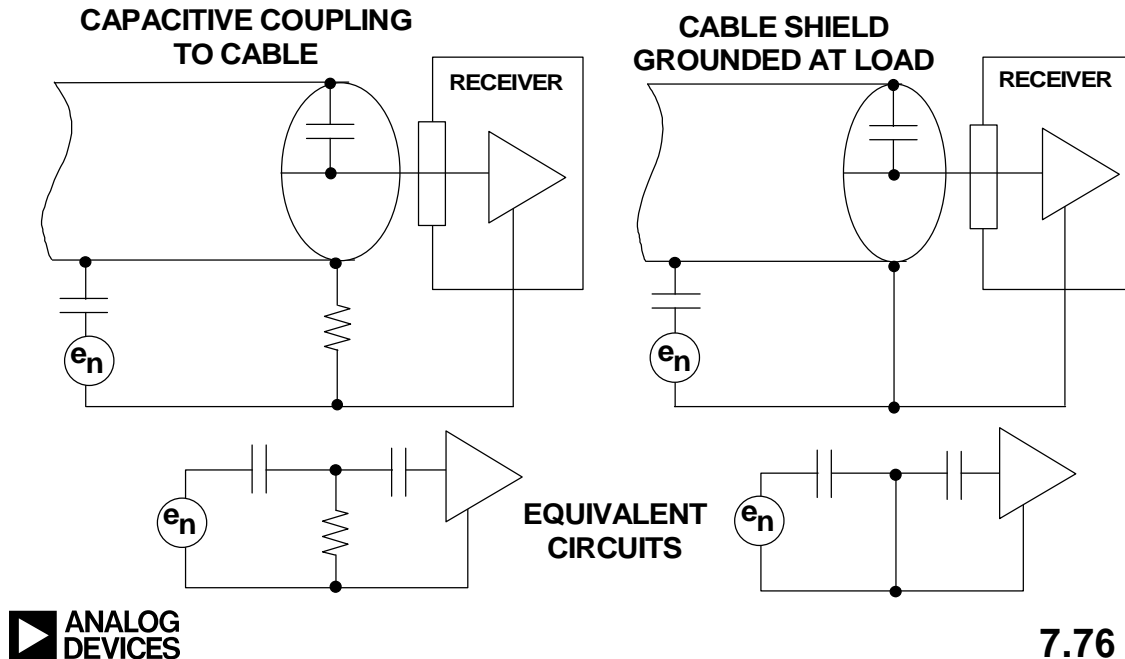 CAPACITIVE COUPLING
TO CABLE
RECEIVER
en
CABLE SHIELD
GROUNDED AT LOAD
RECEIVER
en
en
EQUIVALENT
CIRCUITS
en
ANALOG
DEVICES
7.76